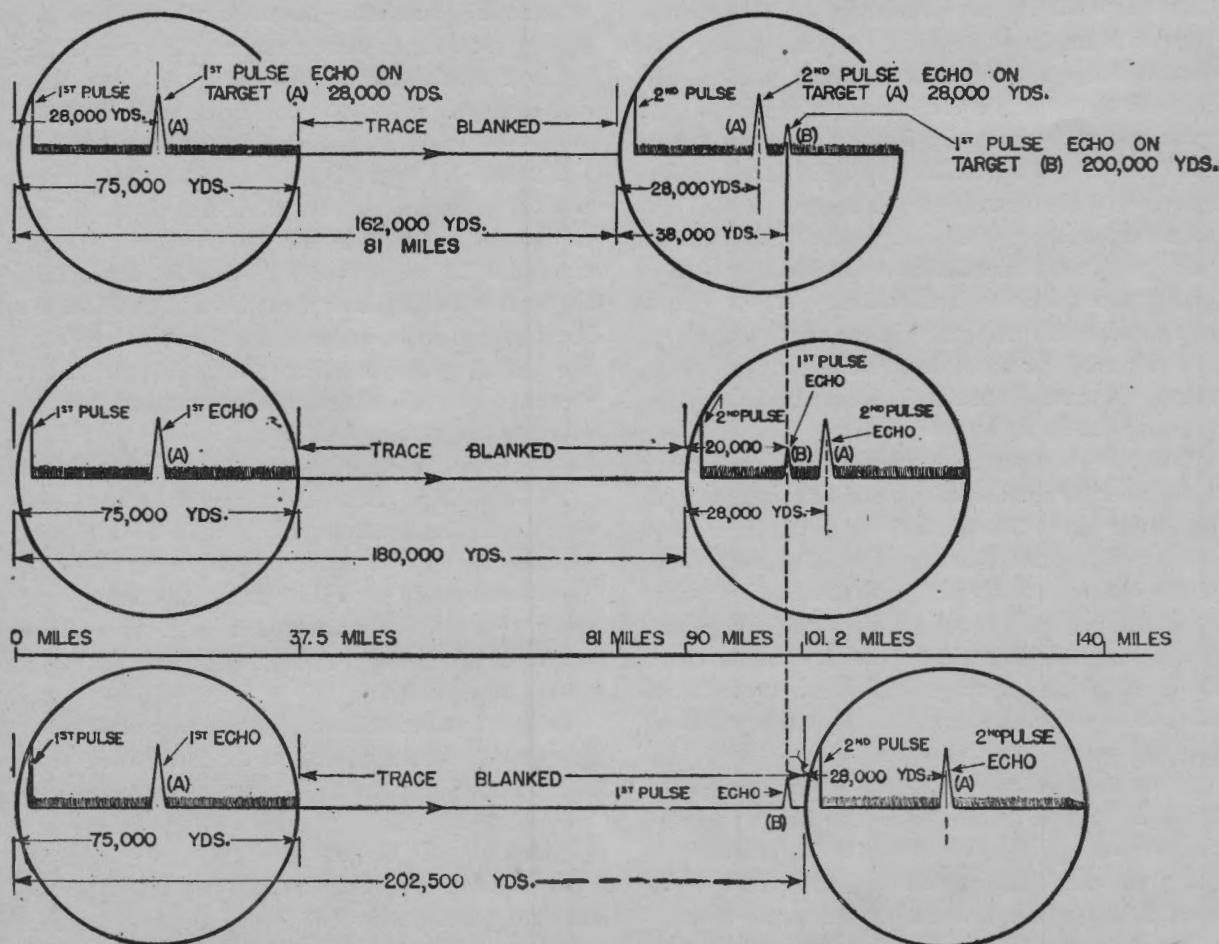 1ST PULSE
28,000 YDS.
(A)
1ST PULSE ECHO ON
TARGET (A) 28,000 YDS.
TRACE BLANKED
75,000 YDS.
162,000 YDS.
81 MILES
2ND PULSE
(A)
(B)
2ND PULSE ECHO ON
TARGET (A) 28,000 YDS.
1ST PULSE ECHO ON
TARGET (B) 200,000 YDS.
28,000 YDS.
38,000 YDS.
1ST PULSE
1ST ECHO
(A)
TRACE BLANKED
75,000 YDS.
180,000 YDS.
1ST PULSE
ECHO
2ND PULSE
20,000
(B)
2ND PULSE
ECHO
(A)
28,000 YDS.
0 MILES 37.5 MILES 81 MILES 90 MILES 101.2 MILES 140 MILES
1ST PULSE
1ST ECHO
(A)
TRACE BLANKED
1ST PULSE ECHO
(B)
75,000 YDS.
202,500 YDS.
2ND PULSE
28,000 YDS.
2ND PULSE
ECHO
(A)